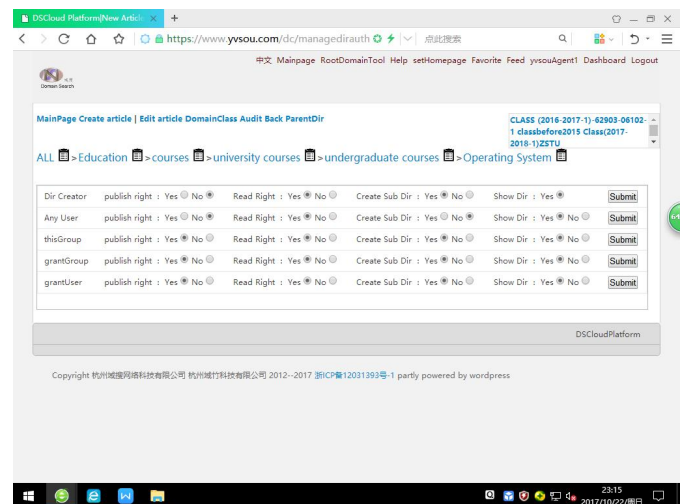 DSCloud Platform|New Article
https://www.yvsou.com/dc/managedirauth
点此搜索
中文 Mainpage RootDomainTool Help setHomepage Favorite Feed yvsouAgent1 Dashboard Logout
Domain Search
MainPage Create article | Edit article DomainClass Audit Back ParentDir
CLASS (2016-2017-1)-62903-06102-
1 classbefore2015 Class(2017-
2018-1)ZSTU
ALL >Education >courses >university courses >undergraduate courses >Operating System
Dir Creator publish right : Yes No Read Right : Yes No Create Sub Dir : Yes No Show Dir : Yes Submit
Any User publish right : Yes No Read Right : Yes No Create Sub Dir : Yes No Show Dir : Yes No Submit
thisGroup publish right : Yes No Read Right : Yes No Create Sub Dir : Yes No Show Dir : Yes No Submit
grantGroup publish right : Yes No Read Right : Yes No Create Sub Dir : Yes No Show Dir : Yes No Submit
grantUser publish right : Yes No Read Right : Yes No Create Sub Dir : Yes No Show Dir : Yes No Submit
64
DSCloudPlatform
Copyright 杭州域搜网络科技有限公司 杭州域竹科技有限公司 2012--2017 浙ICP备12031393号-1 partly powered by wordpress
23:15
2017/10/22/周日